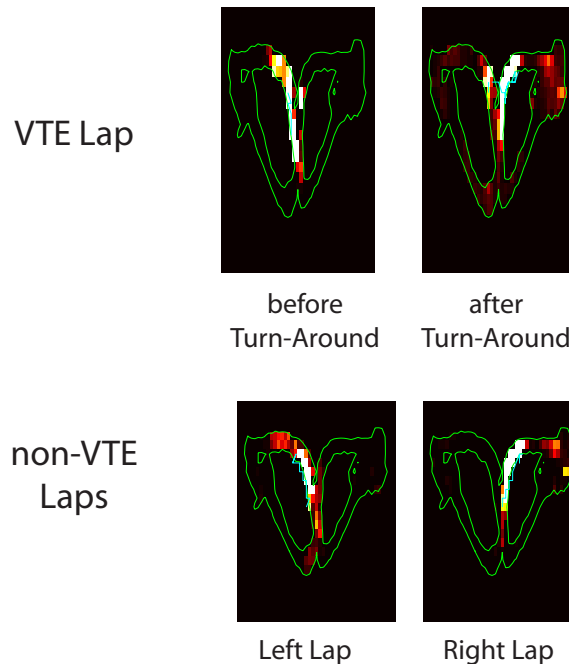 VTE Lap
before
Turn-Around
after
Turn-Around
non-VTE
Laps
Left Lap
Right Lap